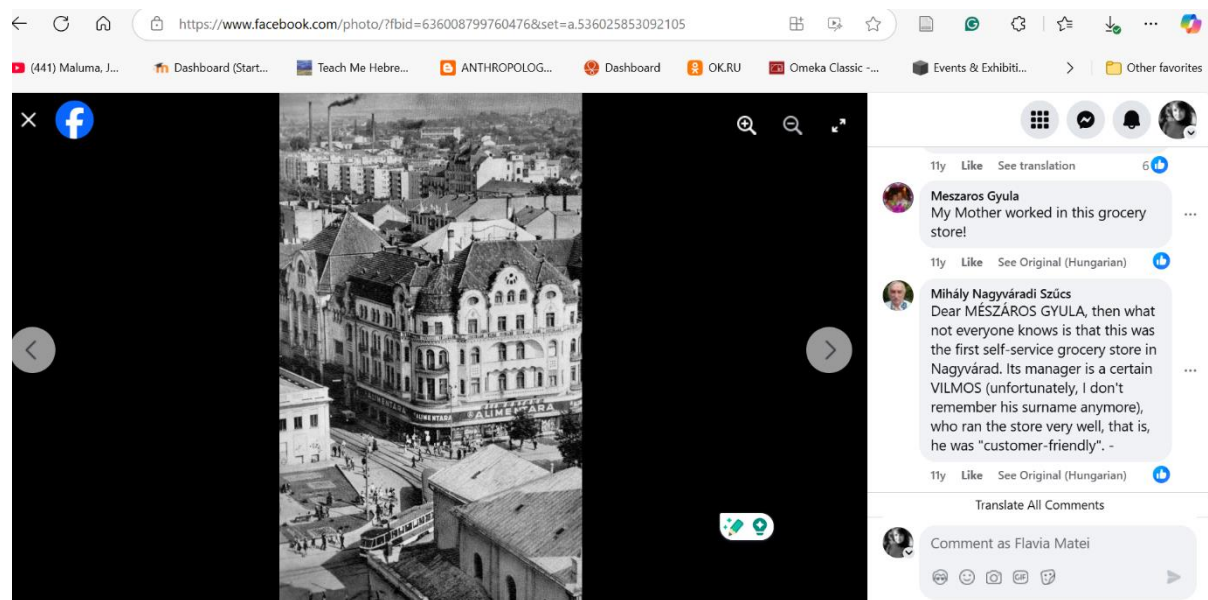 https://www.facebook.com/photo/?fbid=636008799760476&set=a.536025853092105
(441) Maluma, J...
Dashboard (Start...
Teach Me Hebre...
ANTHROPOLOG...
Dashboard
OK.RU
Omeka Classic -...
Events & Exhibiti...
Other favorites
ALIMENTARA
ALIMENTARA
ALIMENTARA
11y Like See translation 6
Meszaros Gyula
My Mother worked in this grocery
store!
11y Like See Original (Hungarian)
Mihály Nagyváradi Szűcs
Dear MÉSZÁROS GYULA, then what
not everyone knows is that this was
the first self-service grocery store in
Nagyvárad. Its manager is a certain
VILMOS (unfortunately, I don't
remember his surname anymore),
who ran the store very well, that is,
he was "customer-friendly". -
11y Like See Original (Hungarian)
Translate All Comments
Comment as Flavia Matei
GIF